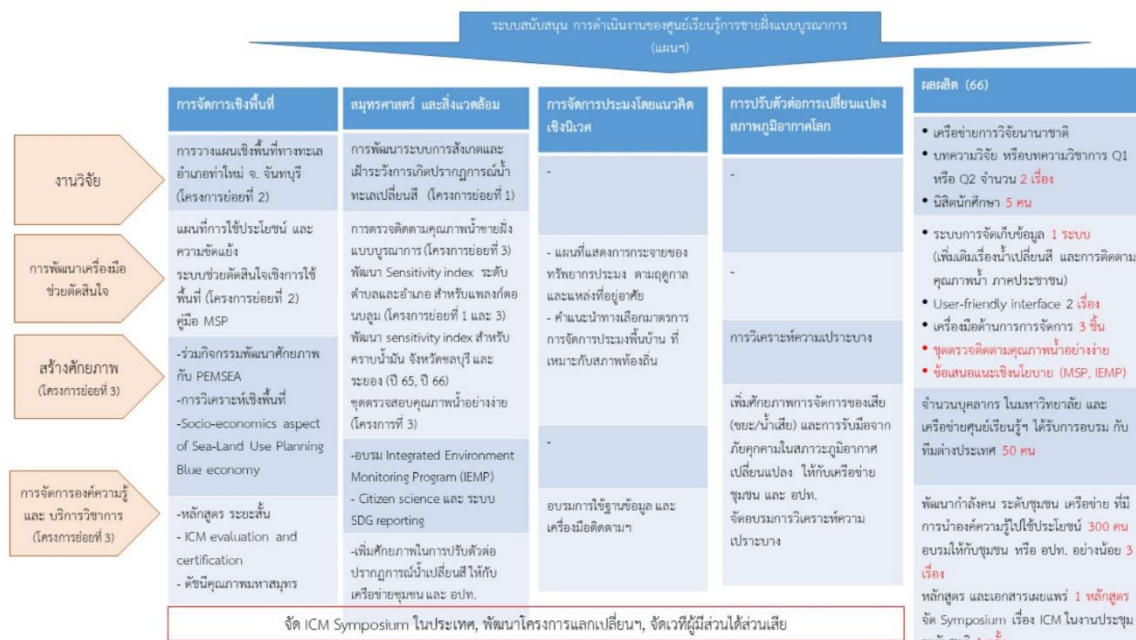 ระบบสนับสนุน การดำเนินงานของศูนย์เรียนรู้การชายฝั่งแบบบูรณาการ
(แผนฯ)
งานวิจัย
การพัฒนาเครื่องมือ
ช่วยตัดสินใจ
สร้างศักยภาพ
(โครงการย่อยที่ 3)
การจัดการองค์ความรู้
และ บริการวิชาการ
(โครงการย่อยที่ 3)
การจัดการเชิงพื้นที่
การวางแผนเชิงพื้นที่ทางทะเล
อำเภอท่าใหม่ จ. จันทบุรี
(โครงการย่อยที่ 2)
แผนที่การใช้ประโยชน์ และ
ความขัดแย้ง
ระบบช่วยตัดสินใจเชิงการใช้
พื้นที่ (โครงการย่อยที่ 2)
คู่มือ MSP
-ร่วมกิจกรรมพัฒนาศักยภาพ
กับ PEMSEA
-การวิเคราะห์เชิงพื้นที่
-Socio-economics aspect
of Sea-Land Use Planning
Blue economy
-หลักสูตร ระยะสั้น
- ICM evaluation and
certification
- ดัชนีคุณภาพมหาสมุทร
สมุทรศาสตร์ และสิ่งแวดล้อม
การพัฒนาระบบการสังเกตและ
เฝ้าระวังการเกิดปรากฏการณ์น้ำ
ทะเลเปลี่ยนสี (โครงการย่อยที่ 1)
การตรวจติดตามคุณภาพน้ำชายฝั่ง
แบบบูรณาการ (โครงการย่อยที่ 3)
พัฒนา Sensitivity index ระดับ
ตำบลและอำเภอ สำหรับแพลงก์ตอ
นบลูม (โครงการย่อยที่ 1 และ 3)
พัฒนา sensitivity index สำหรับ
คราบน้ำมัน จังหวัดชลบุรี และ
ระยอง (ปี 65, ปี 66)
ชุดตรวจสอบคุณภาพน้ำอย่างง่าย
(โครงการที่ 3)
-อบรม Integrated Environment
Monitoring Program (IEMP)
- Citizen science และ ระบบ
SDG reporting
-เพิ่มศักยภาพในการปรับตัวต่อ
ปรากฏการณ์น้ำเปลี่ยนสี ให้กับ
เครือข่ายชุมชน และ อปท.
การจัดการประมงโดยแนวคิด
เชิงนิเวศ
-
- แผนที่แสดงการกระจายของ
ทรัพยากรประมง ตามฤดูกาล
และแหล่งที่อยู่อาศัย
- คำแนะนำทางเลือกมาตรการ
การจัดการประมงพื้นบ้าน ที่
เหมาะกับสภาพท้องถิ่น
-
อบรมการใช้ฐานข้อมูล และ
เครื่องมือติดตามฯ
การปรับตัวต่อการเปลี่ยนแปลง
สภาพภูมิอากาศโลก
-
-
การวิเคราะห์ความเปราะบาง
เพิ่มศักยภาพการจัดการของเสีย
(ขยะ/น้ำเสีย) และการรับมือจาก
ภัยคุกคามในสภาวะภูมิอากาศ
เปลี่ยนแปลง ให้กับเครือข่าย
ชุมชน และ อปท.
จัดอบรมการวิเคราะห์ความ
เปราะบาง
ผลผลิต (66)
• เครือข่ายการวิจัยนานาชาติ
• บทความวิจัย หรือบทความวิชาการ Q1
หรือ Q2 จำนวน 2 เรื่อง
• นิสิตนักศึกษา 5 คน
• ระบบการจัดเก็บข้อมูล 1 ระบบ
(เพิ่มเติมเรื่องน้ำเปลี่ยนสี และการติดตาม
คุณภาพน้ำ ภาคประชาชน)
• User-friendly interface 2 เรื่อง
• เครื่องมือด้านการการจัดการ 3 ชิ้น
• ชุดตรวจติดตามคุณภาพน้ำอย่างง่าย
• ข้อเสนอแนะเชิงนโยบาย (MSP, IEMP)
จำนวนบุคลากร ในมหาวิทยาลัย และ
เครือข่ายศูนย์เรียนรู้ฯ ได้รับการอบรม กับ
ทีมต่างประเทศ 50 คน
พัฒนากำลังคน ระดับชุมชน เครือข่าย ที่มี
การนำองค์ความรู้ไปใช้ประโยชน์ 300 คน
อบรมให้กับชุมชน หรือ อปท. อย่างน้อย 3
เรื่อง
หลักสูตร และเอกสารเผยแพร่ 1 หลักสูตร
จัด Symposium เรื่อง ICM ในงานประชุม
จัด ICM Symposium ในประเทศ, พัฒนาโครงการแลกเปลี่ยนฯ, จัดเวทีผู้มีส่วนได้ส่วนเสีย